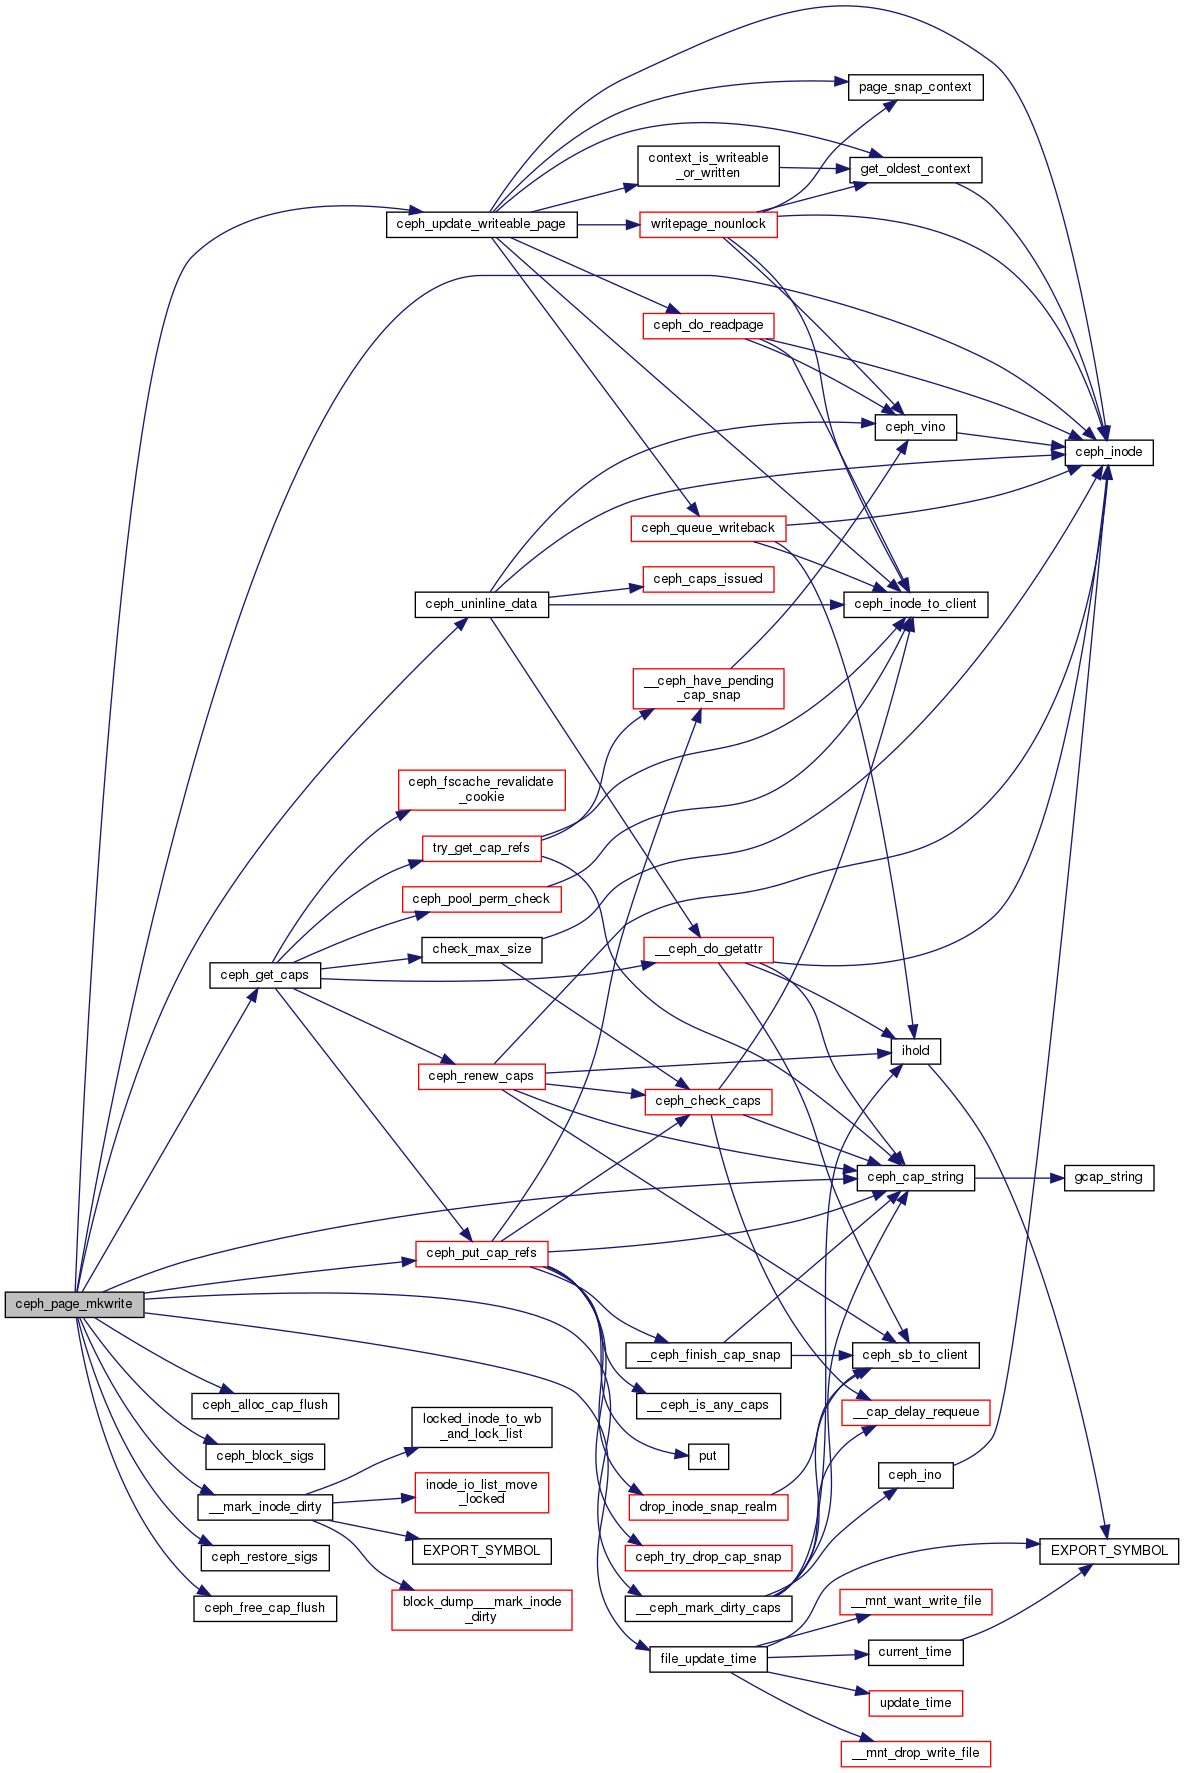 page_snap_context
context_is_writeable
_or_written
get_oldest_context
ceph_update_writeable_page
writepage_nounlock
ceph_do_readpage
ceph_vino
ceph_inode
ceph_queue_writeback
ceph_caps_issued
ceph_uninline_data
ceph_inode_to_client
__ceph_have_pending
_cap_snap
ceph_fscache_revalidate
_cookie
try_get_cap_refs
ceph_pool_perm_check
check_max_size
__ceph_do_getattr
ceph_get_caps
ihold
ceph_renew_caps
ceph_check_caps
ceph_cap_string
gcap_string
ceph_put_cap_refs
ceph_page_mkwrite
__ceph_finish_cap_snap
ceph_sb_to_client
ceph_alloc_cap_flush
__ceph_is_any_caps
__cap_delay_requeue
locked_inode_to_wb
_and_lock_list
ceph_block_sigs
put
ceph_ino
inode_io_list_move
_locked
__mark_inode_dirty
drop_inode_snap_realm
EXPORT_SYMBOL
EXPORT_SYMBOL
ceph_restore_sigs
ceph_try_drop_cap_snap
block_dump___mark_inode
_dirty
ceph_free_cap_flush
__ceph_mark_dirty_caps
__mnt_want_write_file
file_update_time
current_time
update_time
__mnt_drop_write_file